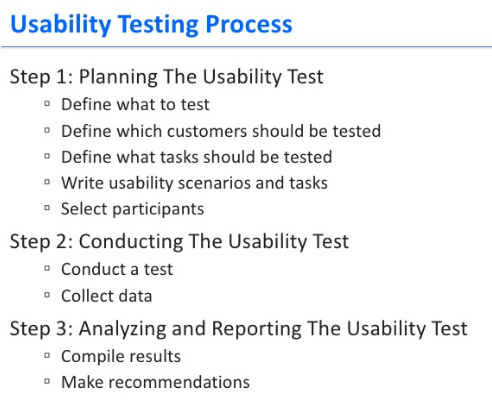 Usability Testing Process
Step 1: Planning The Usability Test
▫ Define what to test
▫ Define which customers should be tested
▫ Define what tasks should be tested
▫ Write usability scenarios and tasks
▫ Select participants
Step 2: Conducting The Usability Test
▫ Conduct a test
▫ Collect data
Step 3: Analyzing and Reporting The Usability Test
▫ Compile results
▫ Make recommendations